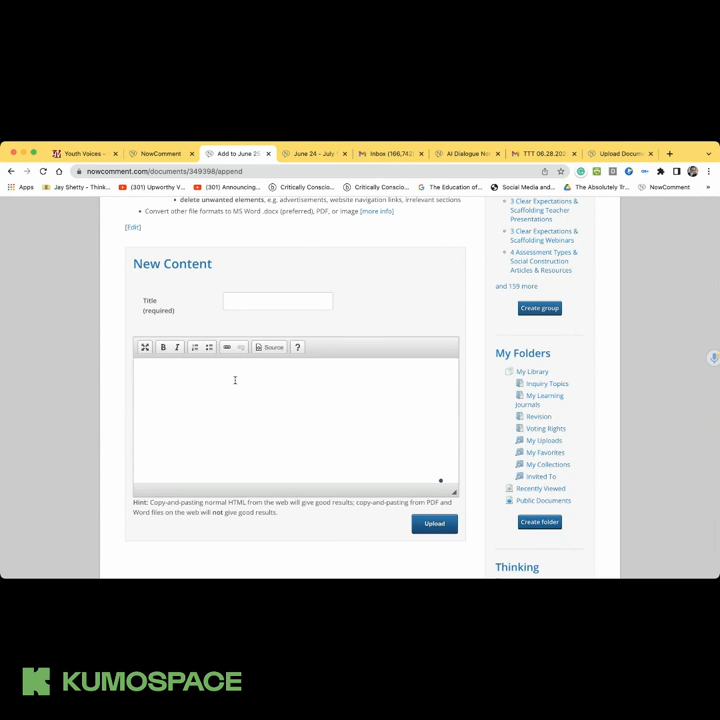 Youth Voices -
NowComment
Add to June 25
June 24 - July
Inbox (166,742)
AI Dialogue No
TTT 06.28.202
Upload Docum
nowcomment.com/documents/349398/append
Apps
Jay Shetty - Think...
(301) Upworthy V...
(301) Announcing...
Critically Conscio...
Critically Conscio...
The Education of...
Social Media and...
The Absolutely Tr...
NowComment
delete unwanted elements, e.g. advertisements, website navigation links, irrelevant sections
Convert other file formats to MS Word .docx (preferred), PDF, or image [more info]
[Edit]
New Content
Title
(required)
B I Source ?
Hint: Copy-and-pasting normal HTML from the web will give good results; copy-and-pasting from PDF and
Word files on the web will not give good results.
Upload
3 Clear Expectations &
Scaffolding Teacher
Presentations
3 Clear Expectations &
Scaffolding Webinars
4 Assessment Types &
Social Construction
Articles & Resources
and 159 more
Create group
My Folders
My Library
Inquiry Topics
My Learning
Journals
Revision
Voting Rights
My Uploads
My Favorites
My Collections
Invited To
Recently Viewed
Public Documents
Create folder
Thinking
KUMOSPACE